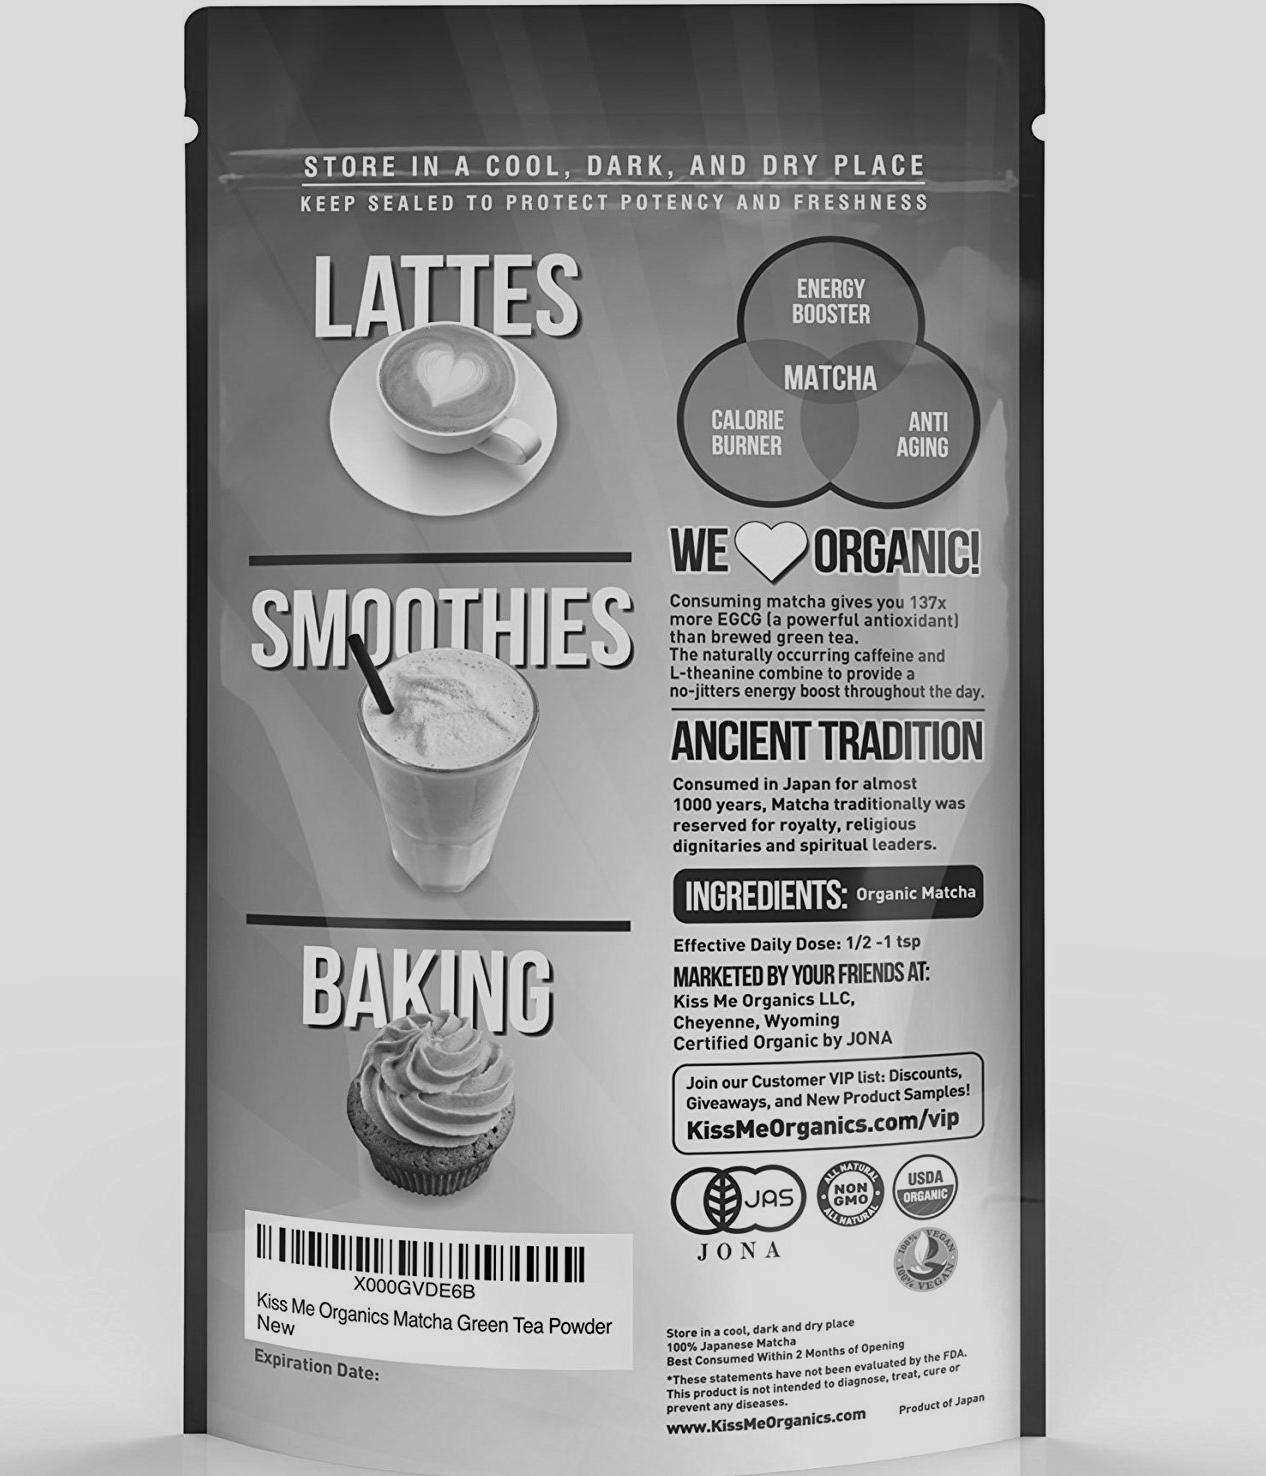 STORE IN A COOL, DARK, AND DRY PLACE
KEEP SEALED TO PROTECT POTENCY AND FRESHNESS
LATTES
SMOOTHIES
BAKING
X000GVDE6B
Kiss Me Organics Matcha Green Tea Powder
New
Expiration Date:
ENERGY
BOOSTER
MATCHA
CALORIE
BURNER
ANTI
AGING
WE ORGANIC!
Consuming matcha gives you 137x
more EGCG (a powerful antioxidant)
than brewed green tea.
The naturally occurring caffeine and
L-theanine combine to provide a
no-jitters energy boost throughout the day.
ANCIENT TRADITION
Consumed in Japan for almost
1000 years, Matcha traditionally was
reserved for royalty, religious
dignitaries and spiritual leaders.
INGREDIENTS: Organic Matcha
Effective Daily Dose: 1/2 -1 tsp
MARKETED BY YOUR FRIENDS AT:
Kiss Me Organics LLC,
Cheyenne, Wyoming
Certified Organic by JONA
Join our Customer VIP list: Discounts,
Giveaways, and New Product Samples!
KissMeOrganics.com/vip
JAS
JONA
ALL NATURAL
NON
GMO
ALL NATURAL
USDA
ORGANIC
100% VEGAN
100% VEGAN
Store in a cool, dark and dry place
100% Japanese Matcha
Best Consumed Within 2 Months of Opening
*These statements have not been evaluated by the FDA.
This product is not intended to diagnose, treat, cure or
prevent any diseases.
www.KissMeOrganics.com
Product of Japan